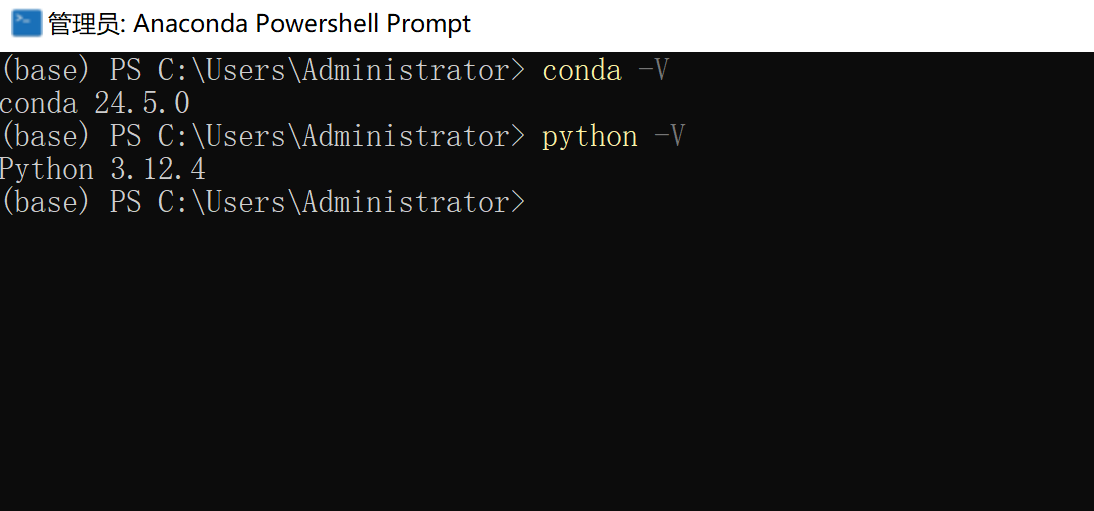 管理员: Anaconda Powershell Prompt
(base) PS C:\Users\Administrator> conda -V
conda 24.5.0
(base) PS C:\Users\Administrator> python -V
Python 3.12.4
(base) PS C:\Users\Administrator>